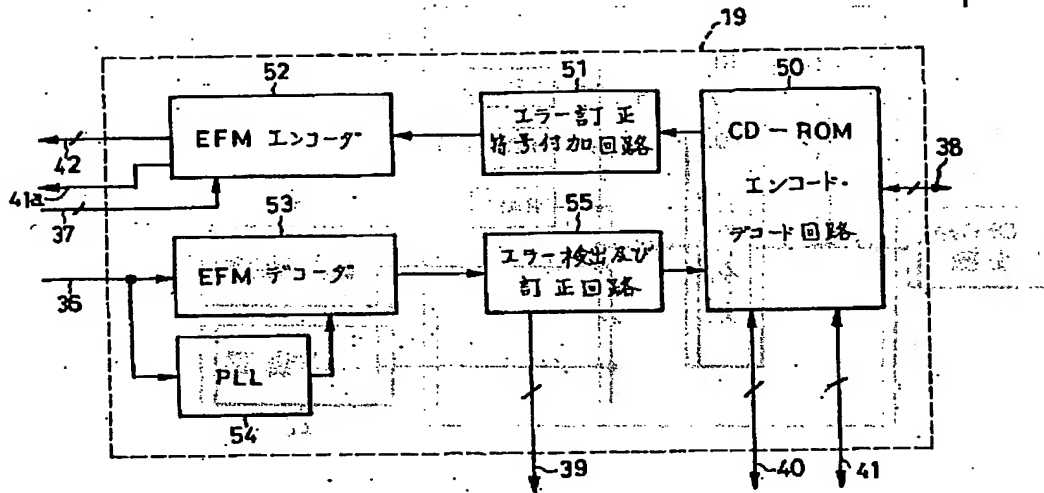 19
52
EFM エンコーダ
51
エラー訂正
符号付加回路
50
CD-ROM
エンコード・
デコード回路
38
42
41a
37
53
EFM デコーダ
55
エラー検出及び
訂正回路
36
PLL
54
39
40
41